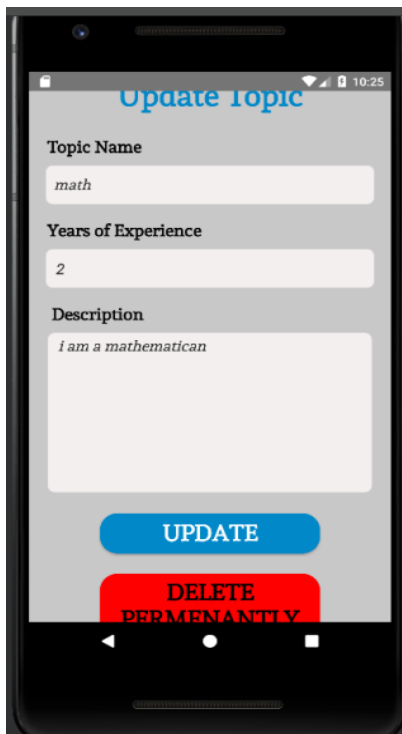 10:25
Update Topic
Topic Name
math
Years of Experience
2
Description
i am a mathematican
UPDATE
DELETE
PERMENANTLY